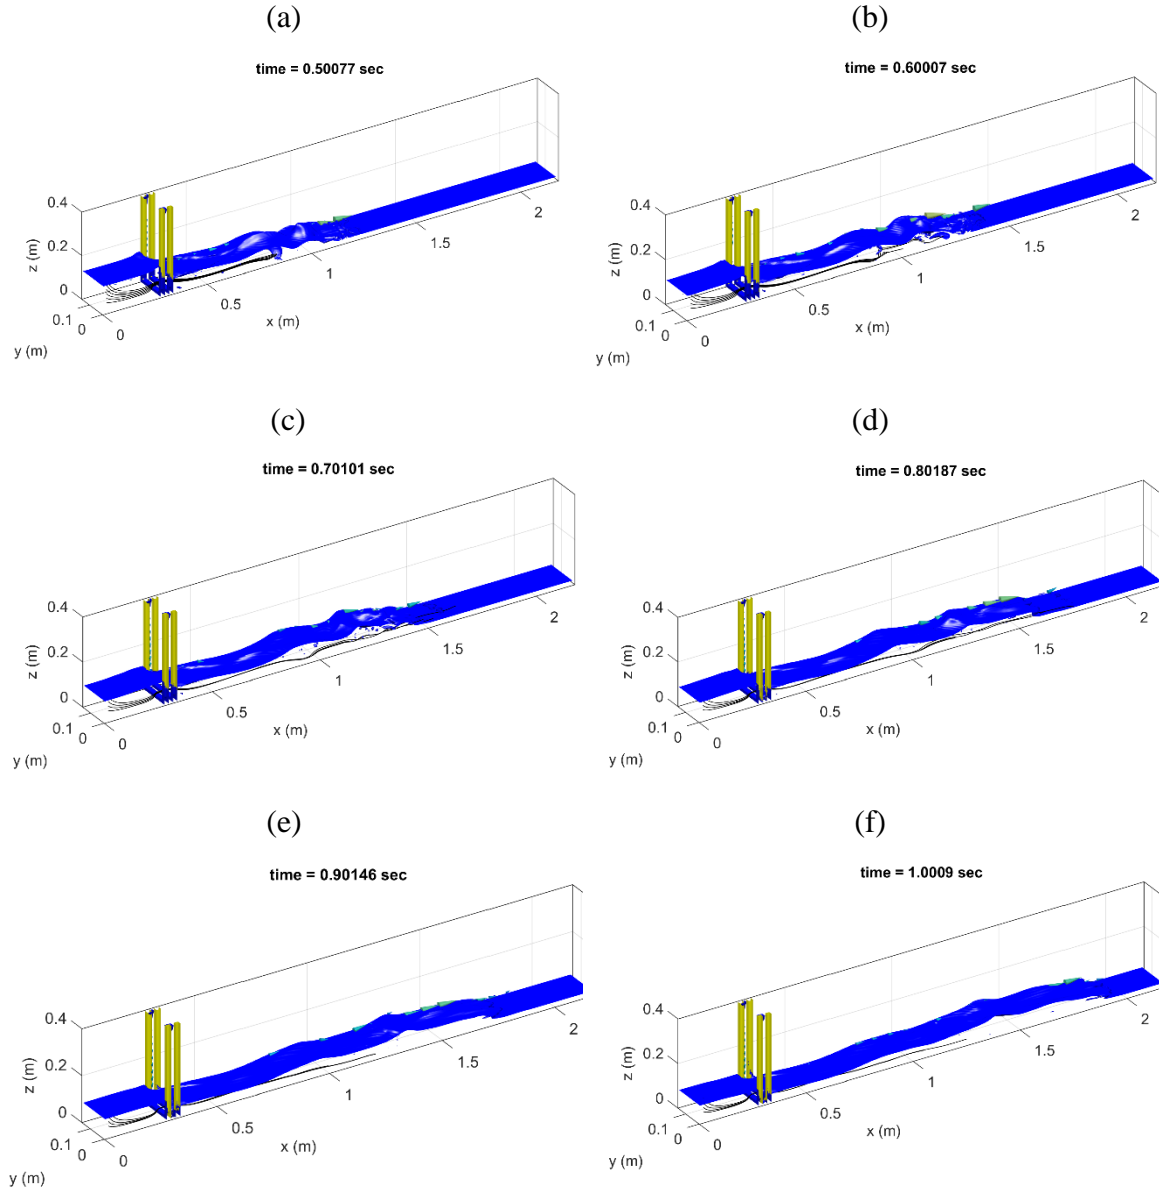 (a)
time = 0.50077 sec
0.4
0.2
0
z (m)
0.1
0
y (m)
0
0.5
1
1.5
2
x (m)
(b)
time = 0.60007 sec
0.4
0.2
0
z (m)
0.1
0
y (m)
0
0.5
1
1.5
2
x (m)
(c)
time = 0.70101 sec
0.4
0.2
0
z (m)
0.1
0
y (m)
0
0.5
1
1.5
2
x (m)
(d)
time = 0.80187 sec
0.4
0.2
0
z (m)
0.1
0
y (m)
0
0.5
1
1.5
2
x (m)
(e)
time = 0.90146 sec
0.4
0.2
0
z (m)
0.1
0
y (m)
0
0.5
1
1.5
2
x (m)
(f)
time = 1.0009 sec
0.4
0.2
0
z (m)
0.1
0
y (m)
0
0.5
1
1.5
2
x (m)